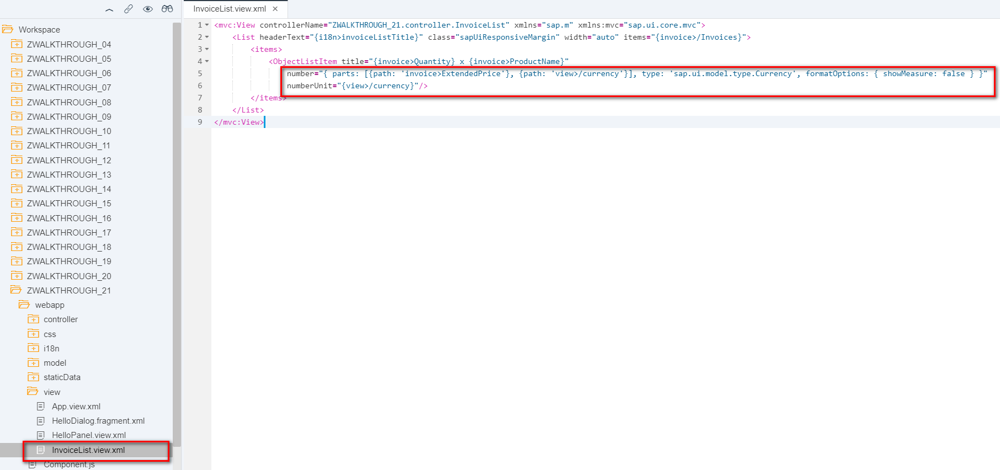 InvoiceList.view.xml ×
Workspace
ZWALKTHROUGH_04
ZWALKTHROUGH_05
ZWALKTHROUGH_06
ZWALKTHROUGH_07
ZWALKTHROUGH_08
ZWALKTHROUGH_09
ZWALKTHROUGH_10
ZWALKTHROUGH_11
ZWALKTHROUGH_12
ZWALKTHROUGH_13
ZWALKTHROUGH_14
ZWALKTHROUGH_15
ZWALKTHROUGH_16
ZWALKTHROUGH_17
ZWALKTHROUGH_18
ZWALKTHROUGH_19
ZWALKTHROUGH_20
ZWALKTHROUGH_21
webapp
controller
css
i18n
model
staticData
view
App.view.xml
HelloDialog.fragment.xml
HelloPanel.view.xml
InvoiceList.view.xml
Component.js
1 <mvc:View controllerName="ZWALKTHROUGH_21.controller.InvoiceList" xmlns="sap.m" xmlns:mvc="sap.ui.core.mvc">
2 <List headerText="{i18n>invoiceListTitle}" class="sapUiResponsiveMargin" width="auto" items="{invoice>/Invoices}">
3 <items>
4 <ObjectListItem title="{invoice>Quantity} x {invoice>ProductName}"
5 number="{ parts: [{path: 'invoice>ExtendedPrice'}, {path: 'view>/currency'}], type: 'sap.ui.model.type.Currency', formatOptions: { showMeasure: false } }"
6 numberUnit="{view>/currency}"/>
7 </items>
8 </List>
9 </mvc:View>